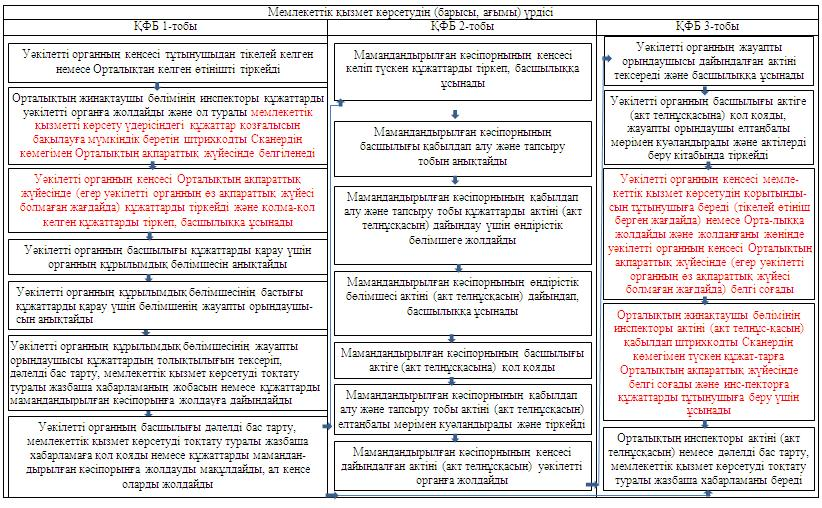 Мемлекеттік қызмет көрсетудің (барысы, ағымы) үрдісі
ҚФБ 1-тобы
ҚФБ 2-тобы
ҚФБ 3-тобы
Уәкілетті органның кеңсесі тұтынушыдан тікелей келген
немесе Орталықтан келген өтінішті тіркейді
Орталықтың жинақтаушы бөлімінің инспекторы құжаттарды
уәкілетті органға жолдайды және ол туралы мемлекеттік
қызметті көрсету үдерісіндегі құжаттар қозғалысын
бақылауға мүмкіндік беретін штрихкодты Сканердің
көмегімен Орталықтың ақпараттық жүйесінде белгіленеді
Уәкілетті органның кеңсесі Орталықтың ақпараттық
жүйесінде (егер уәкілетті органның өз ақпараттық жүйесі
болмаған жағдайда) құжаттарды тіркейді және қолма-қол
келген құжаттарды тіркеп, басшылыққа ұсынады
Уәкілетті органның басшылығы құжаттарды қарау үшін
органның құрылымдық бөлімшесін анықтайды
Уәкілетті органның құрылымдық бөлімшесінің бастығы
құжаттарды қарау үшін бөлімшенің жауапты орындаушы-
сын анықтайды
Уәкілетті органның құрылымдық бөлімшесінің жауапты
орындаушысы құжаттардың толықтылығын тексеріп,
дәлелді бас тарту, мемлекеттік қызмет көрсетуді тоқтату
туралы жазбаша хабарламаның жобасын немесе құжаттарды
мамандандырылған кәсіпорынға жолдауға дайындайды
Уәкілетті органның басшылығы дәлелді бас тарту,
мемлекеттік қызмет көрсетуді тоқтату туралы жазбаша
хабарламаға қол қояды немесе құжаттарды мамандан-
дырылған кәсіпорынға жолдауды мақұлдайды, ал кеңсе
оларды жолдайды
Мамандандырылған кәсіпорнының кеңсесі
келіп түскен құжаттарды тіркеп, басшылыққа
ұсынады
Мамандандырылған кәсіпорнының
басшылығы қабылдап алу және тапсыру
тобын анықтайды
Мамандандырылған кәсіпорнының қабылдап
алу және тапсыру тобы құжаттарды актіні (акт
телнұсқасын) дайындау үшін өндірістік
бөлімшеге жолдайды
Мамандандырылған кәсіпорнының өндірістік
бөлімшесі актіні (акт телнұсқасын) дайындап,
басшылыққа ұсынады
Мамандандырылған кәсіпорнының басшылығы
актіге (акт телнұсқасына) қол қояды
Мамандандырылған кәсіпорнының қабылдап
алу және тапсыру тобы актіні (акт телнұсқасын)
елтаңбалы мөрімен куәландырады және тіркейді
Мамандандырылған кәсіпорнының кеңсесі
дайындалған актіні (акт телнұсқасын) уәкілетті
органға жолдайды
Уәкілетті органның жауапты
орындаушысы дайындалған актіні
тексереді және басшылыққа ұсынады
Уәкілетті органның басшылығы актіге
(акт телнұсқасына) қол қояды,
жауапты орындаушы елтаңбалы
мөрімен куәландырады және актілерді
беру кітабында тіркейді
Уәкілетті органның кеңсесі мемле-
кеттік қызмет көрсетудің қорытынды-
сын тұтынушыға береді (тікелей өтініш
берген жағдайда) немесе Орта-лыққа
жолдайды және жолданғаны жөнінде
уәкілетті органның кеңсесі Орталықтың
ақпараттық жүйесінде (егер уәкілетті
органның өз ақпараттық жүйесі
болмаған жағдайда) белгі соғады
Орталықтың жинақтаушы бөлімінің
инспекторы актіні (акт телнұс-қасын)
қабылдап штрихкодты Сканердің
көмегімен түскен құжат-тарға
Орталықтың ақпараттық жүйесінде
белгі соғады және инс-пекторға
құжаттарды тұтынушыға беру үшін
ұсынады
Орталықтың инспекторы актіні (акт
телнұсқасын) немесе дәлелді бас тарту,
мемлекеттік қызмет көрсетуді тоқтату
туралы жазбаша хабарламаны береді